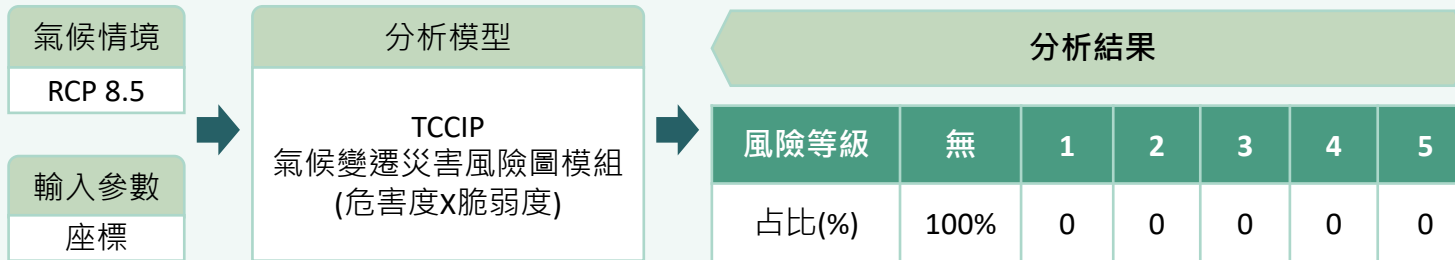 氣候情境
RCP 8.5
輸入參數
座標
分析模型
TCCIP
氣候變遷災害風險圖模組
(危害度X脆弱度)
分析結果
風險等級 無 1 2 3 4 5
占比(%) 100% 0 0 0 0 0